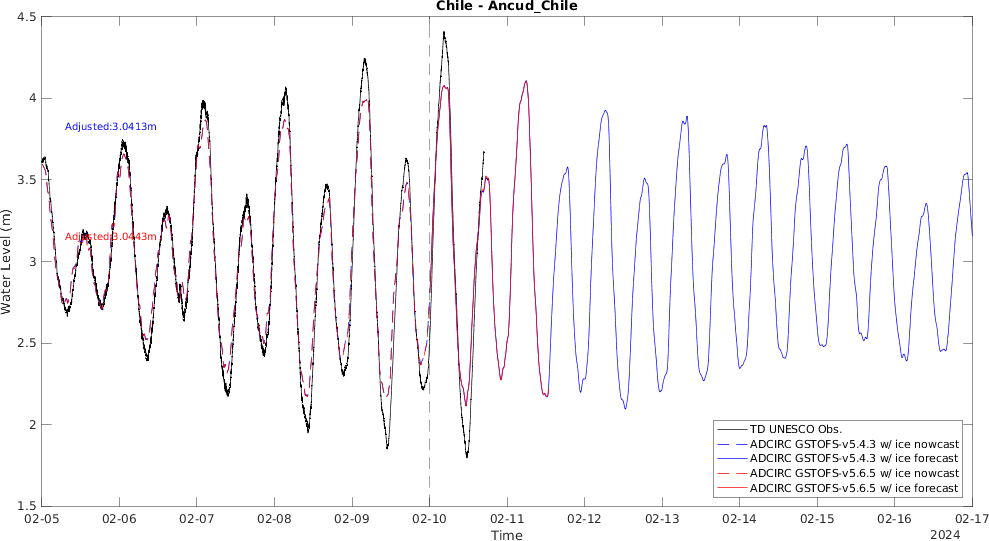 Chile - Ancud_Chile
4.5
4
3.5
3
2.5
2
1.5
Water Level (m)
Adjusted:3.0413m
Adjusted:3.0443m
TD UNESCO Obs.
ADCIRC GSTOFS-v5.4.3 w/ ice nowcast
ADCIRC GSTOFS-v5.4.3 w/ ice forecast
ADCIRC GSTOFS-v5.6.5 w/ ice nowcast
ADCIRC GSTOFS-v5.6.5 w/ ice forecast
02-05 02-06 02-07 02-08 02-09 02-10 02-11 02-12 02-13 02-14 02-15 02-16 02-17
Time
2024